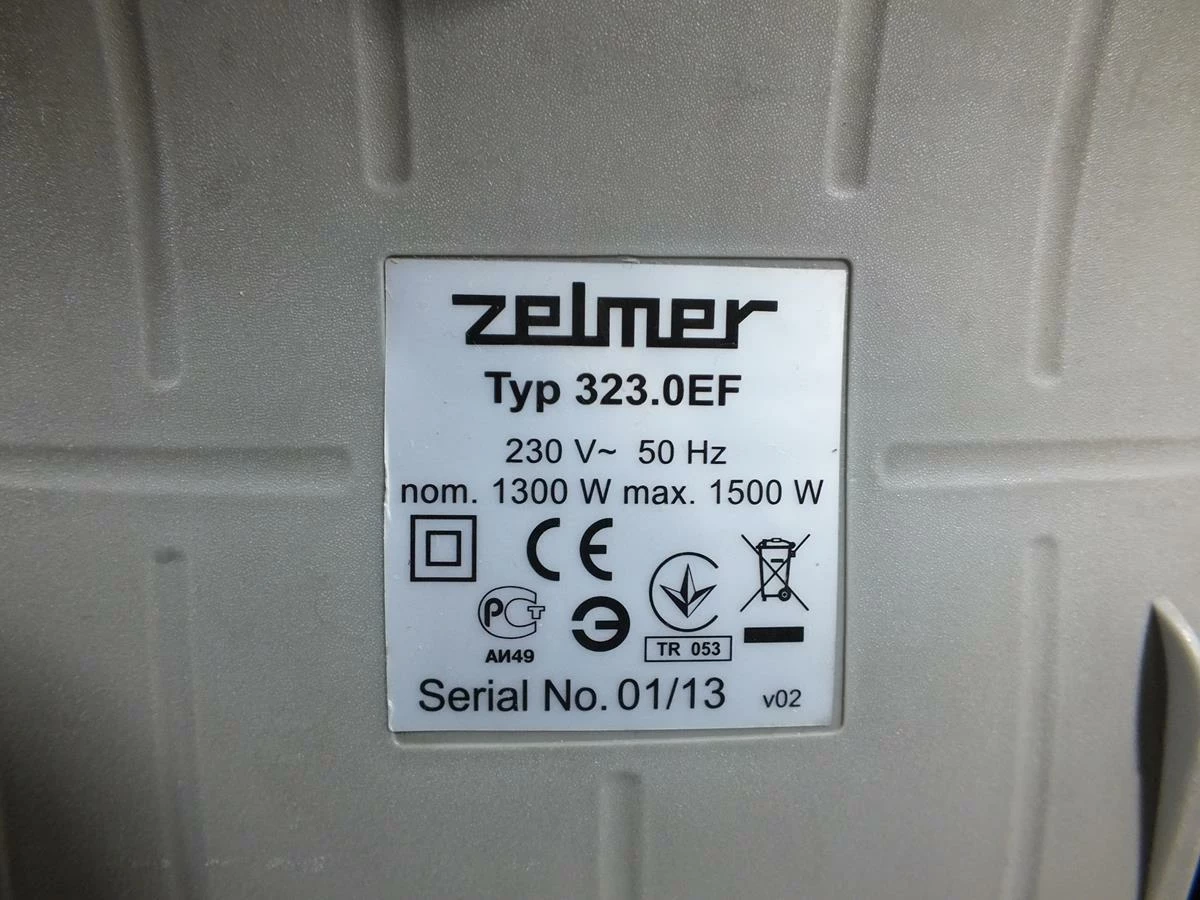 zelmer
Typ 323.0EF
230 V~ 50 Hz
nom. 1300 W max. 1500 W
CE
РСТ
АИ49
TR 053
Serial No. 01/13 v02